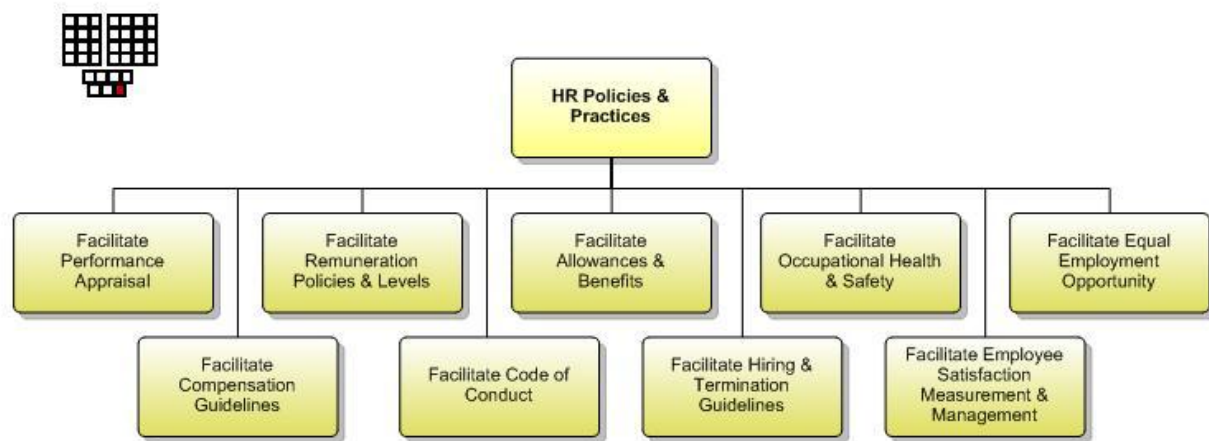 HR Policies &
Practices
Facilitate
Performance
Appraisal
Facilitate
Remuneration
Policies & Levels
Facilitate
Allowances &
Benefits
Facilitate
Occupational Health
& Safety
Facilitate Equal
Employment
Opportunity
Facilitate
Compensation
Guidelines
Facilitate Code of
Conduct
Facilitate Hiring &
Termination
Guidelines
Facilitate Employee
Satisfaction
Measurement &
Management